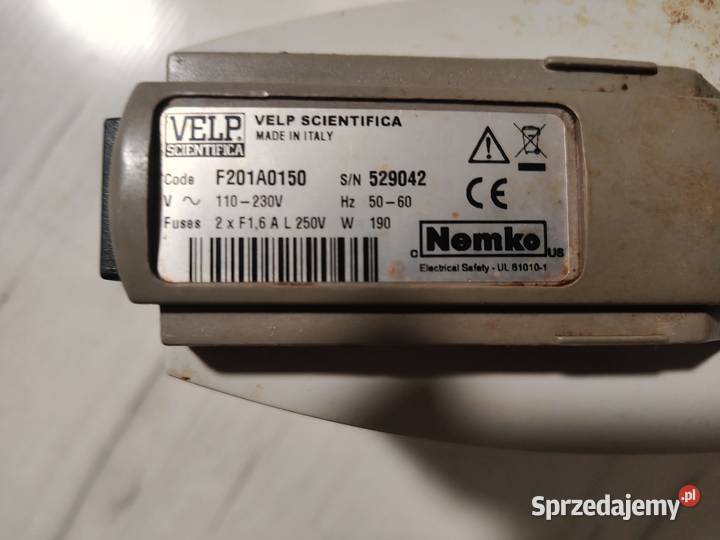 VELP
SCIENTIFICA
VELP SCIENTIFICA
MADE IN ITALY
Code F201A0150 S/N 529042
V ~ 110-230V Hz 50-60
Fuses 2 x F1,6 A L 250V W 190
CE
c Nemko US
Electrical Safety - UL 61010-1
Sprzedajemy.pl